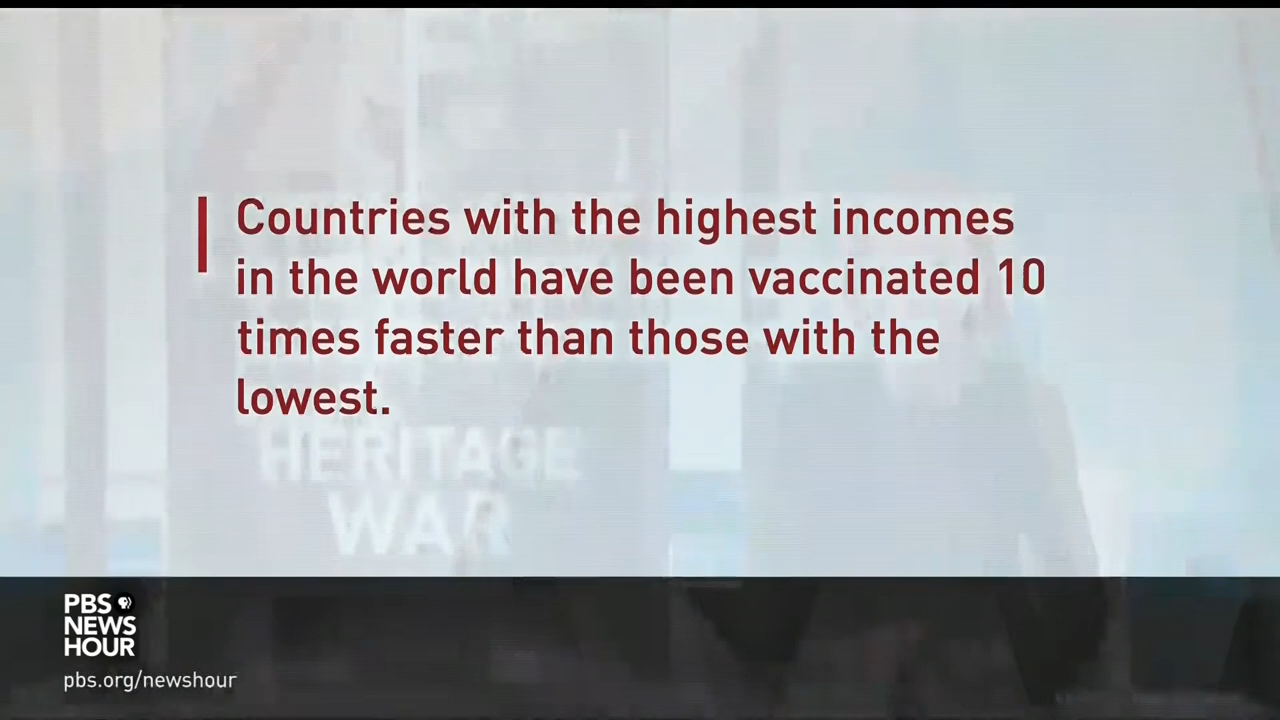 Countries with the highest incomes
in the world have been vaccinated 10
times faster than those with the
lowest.
HERITAGE
WAR
PBS
NEWS
HOUR
pbs.org/newshour